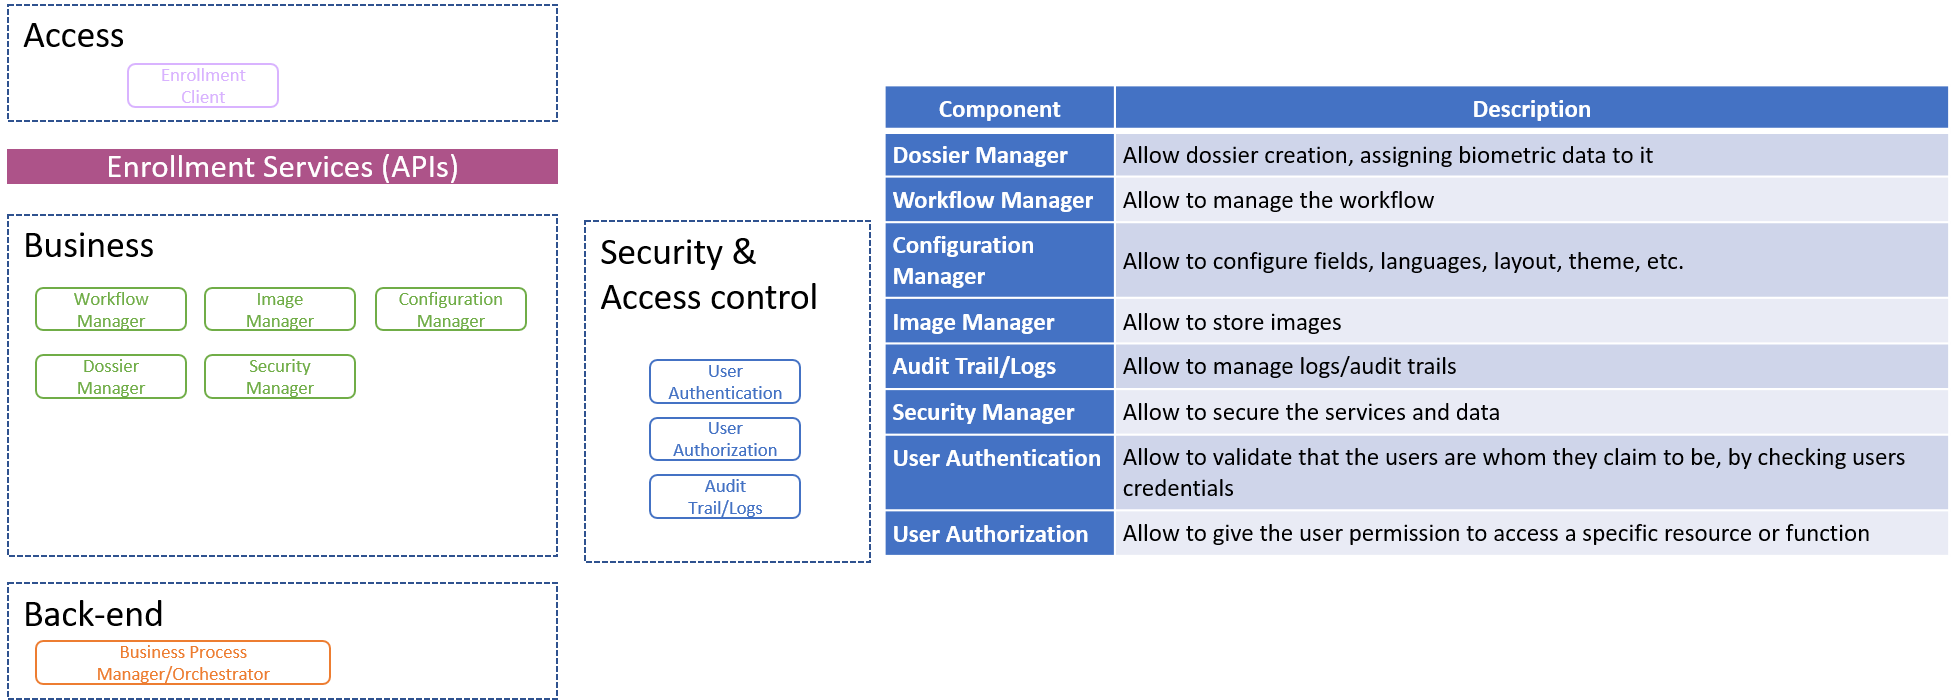 Access
Enrollment
Client
Enrollment Services (APIs)
Business
Workflow
Manager
Image
Manager
Configuration
Manager
Dossier
Manager
Security
Manager
Back-end
Business Process
Manager/Orchestrator
Security &
Access control
User
Authentication
User
Authorization
Audit
Trail/Logs
Component Description
Dossier Manager Allow dossier creation, assigning biometric data to it
Workflow Manager Allow to manage the workflow
Configuration
Manager
Allow to configure fields, languages, layout, theme, etc.
Image Manager Allow to store images
Audit Trail/Logs Allow to manage logs/audit trails
Security Manager Allow to secure the services and data
User Authentication Allow to validate that the users are whom they claim to be, by checking users
credentials
User Authorization Allow to give the user permission to access a specific resource or function